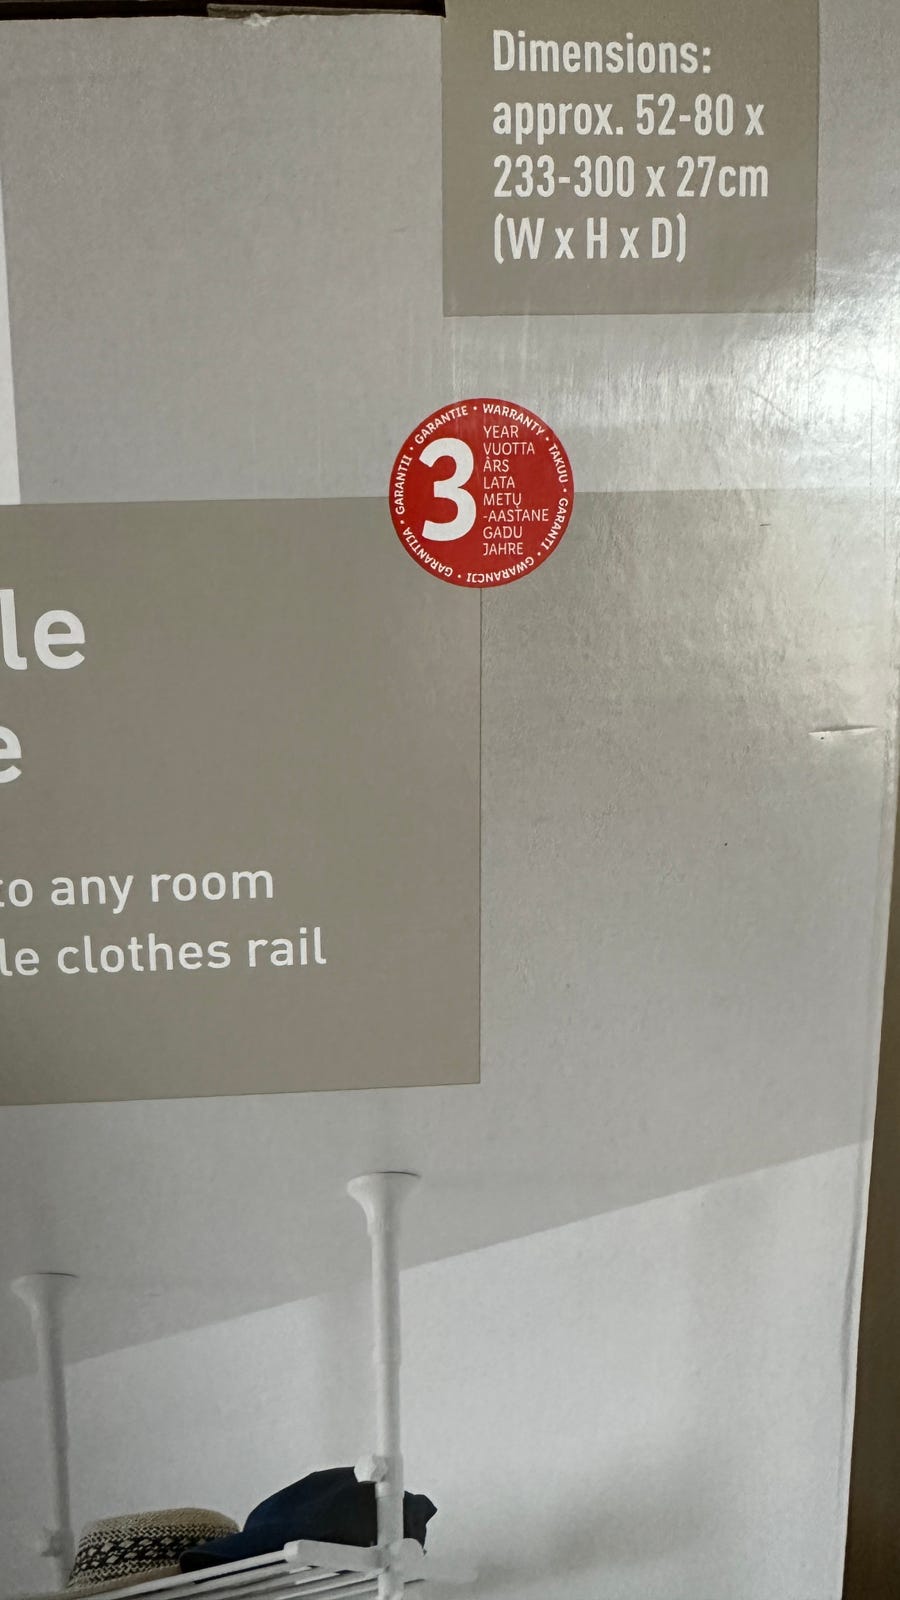 Dimensions:
approx. 52-80 x
233-300 x 27cm
(W x H x D)
GARANTIE • WARRANTY • TAKUU • GARANTI • GWARANCJI • GARANTIJA • GARANTII •
3
YEAR
VUOTTA
ÅRS
LATA
METŲ
-AASTANE
GADU
JAHRE
le
e
to any room
le clothes rail